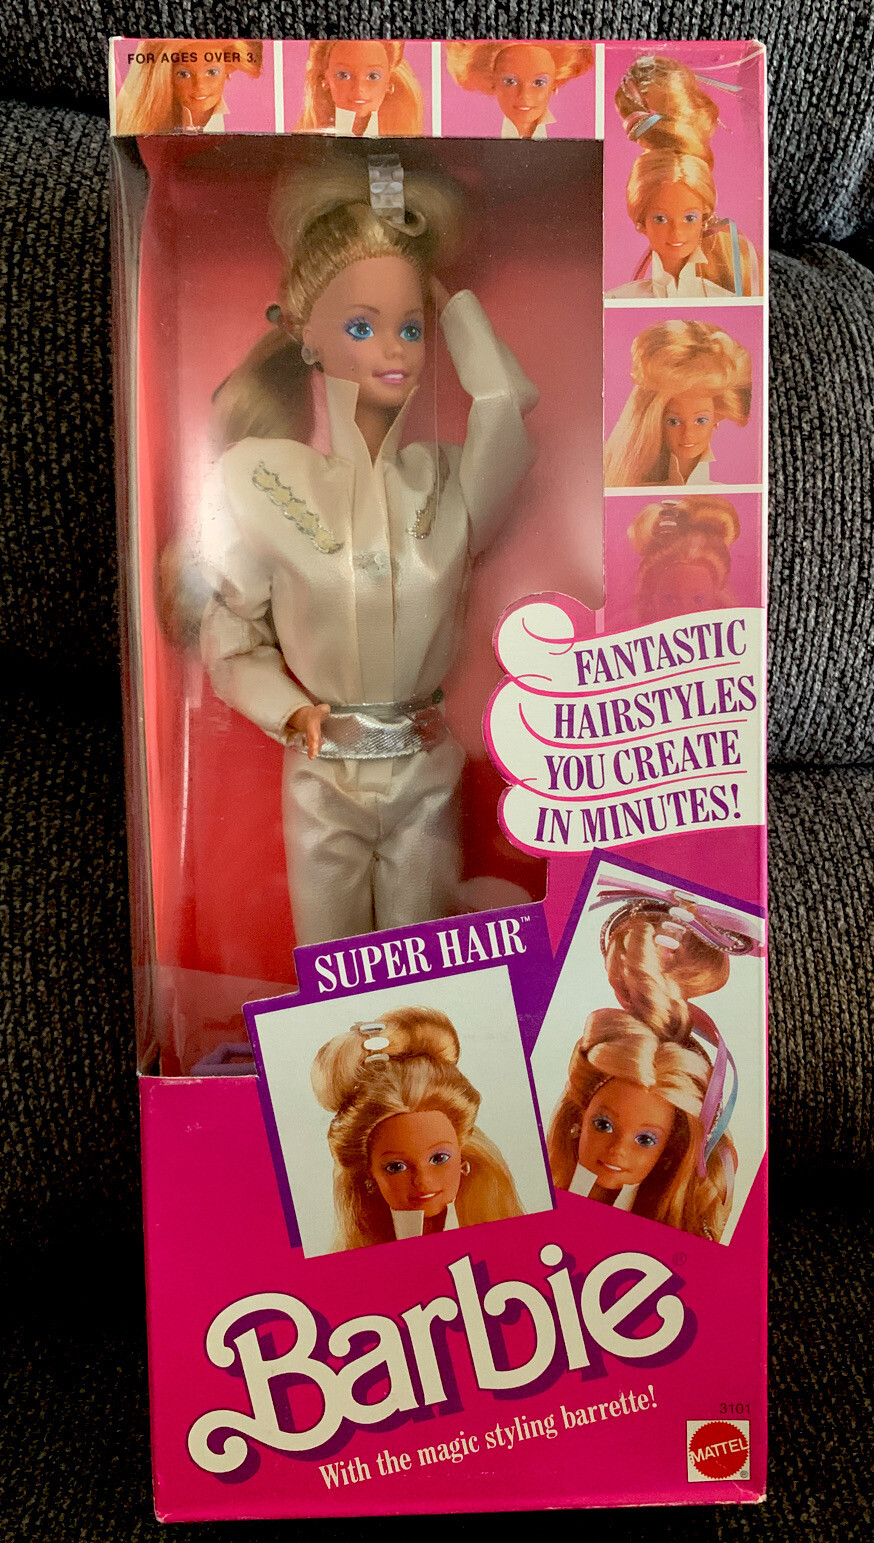 FOR AGES OVER 3.
FANTASTIC
HAIRSTYLES
YOU CREATE
IN MINUTES!
SUPER HAIR™
Barbie®
With the magic styling barrette!
3101
MATTEL®